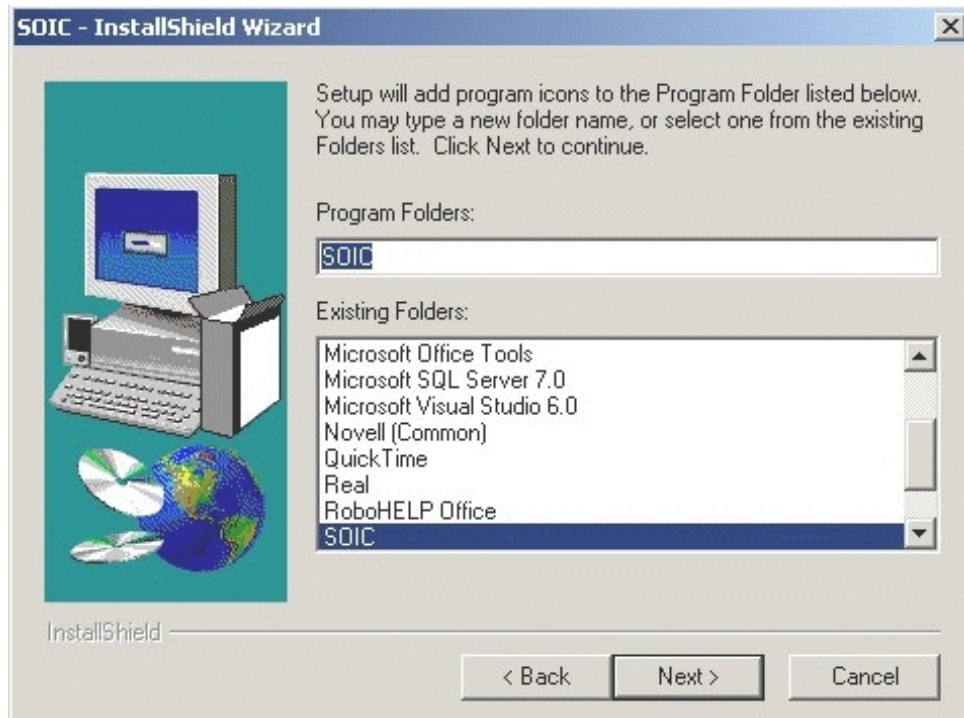 SOIC - InstallShield Wizard
Setup will add program icons to the Program Folder listed below.
You may type a new folder name, or select one from the existing
Folders list.  Click Next to continue.
Program Folders:
SOIC
Existing Folders:
Microsoft Office Tools
Microsoft SQL Server 7.0
Microsoft Visual Studio 6.0
Novell (Common)
QuickTime
Real
RoboHELP Office
SOIC
InstallShield
< Back
Next >
Cancel